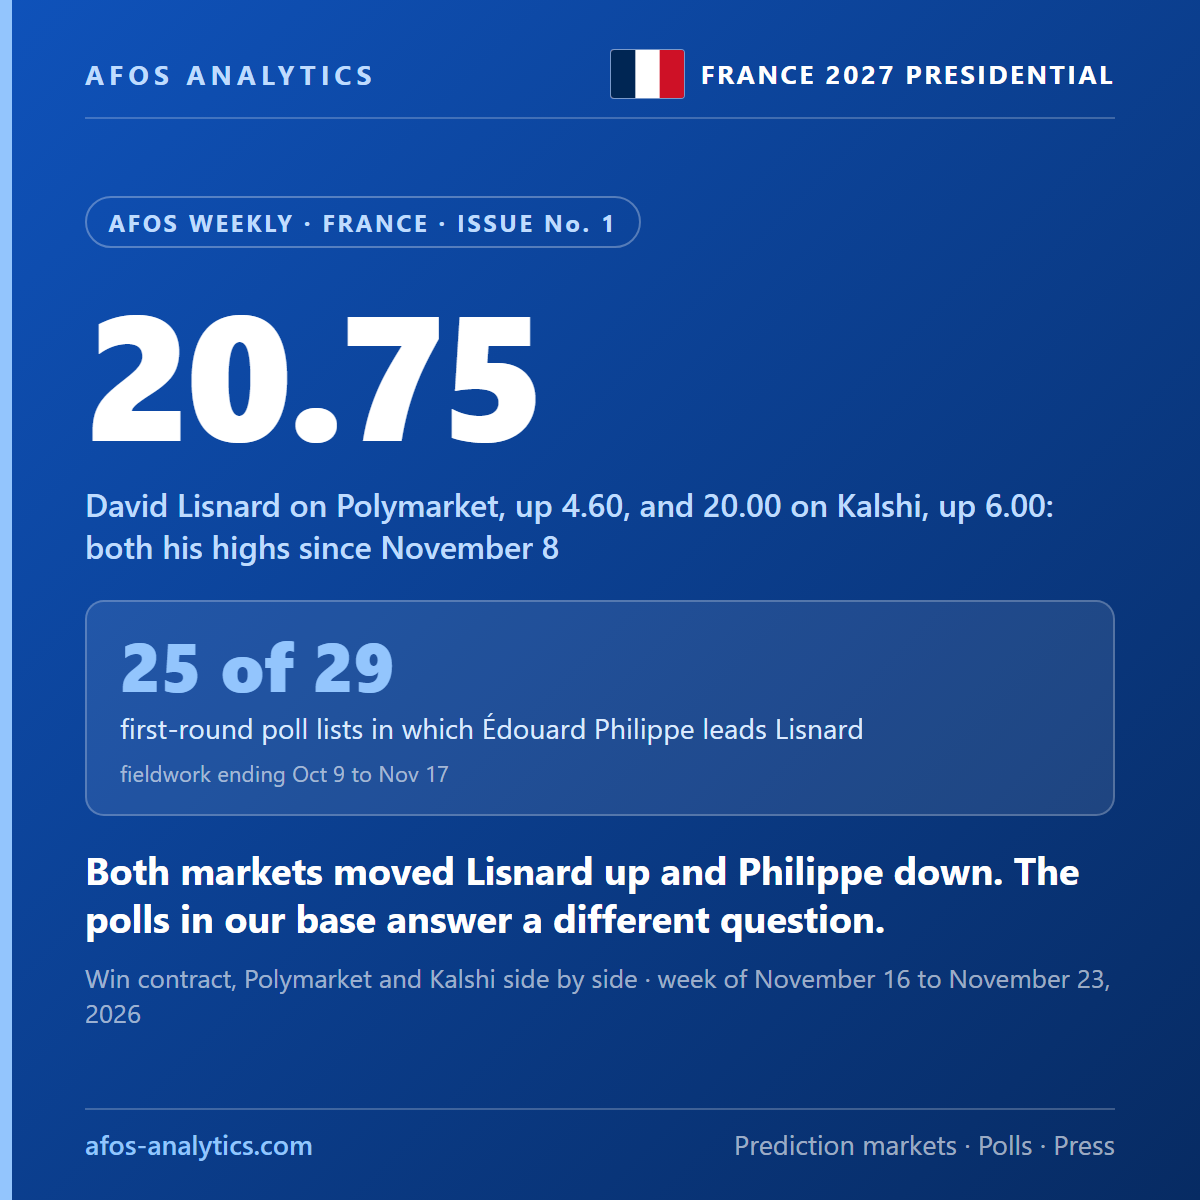 AFOS ANALYTICS
FRANCE 2027 PRESIDENTIAL
AFOS WEEKLY · FRANCE · ISSUE No. 1
20.75
David Lisnard on Polymarket, up 4.60, and 20.00 on Kalshi, up 6.00:
both his highs since November 8
25 of 29
first-round poll lists in which Édouard Philippe leads Lisnard
fieldwork ending Oct 9 to Nov 17
Both markets moved Lisnard up and Philippe down. The
polls in our base answer a different question.
Win contract, Polymarket and Kalshi side by side · week of November 16 to November 23,
2026
afos-analytics.com
Prediction markets · Polls · Press